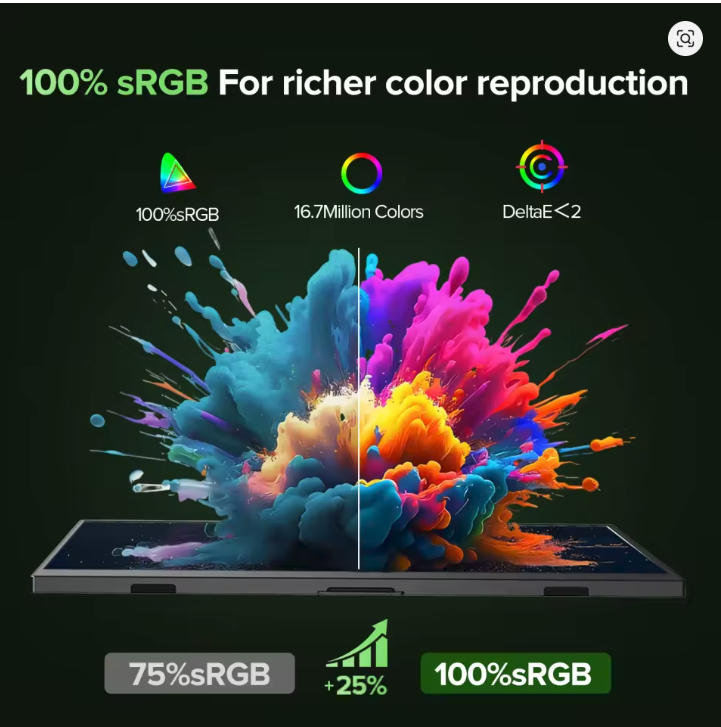 100% sRGB For richer color reproduction
100%sRGB
16.7Million Colors
DeltaE<2
75%sRGB
+25%
100%sRGB